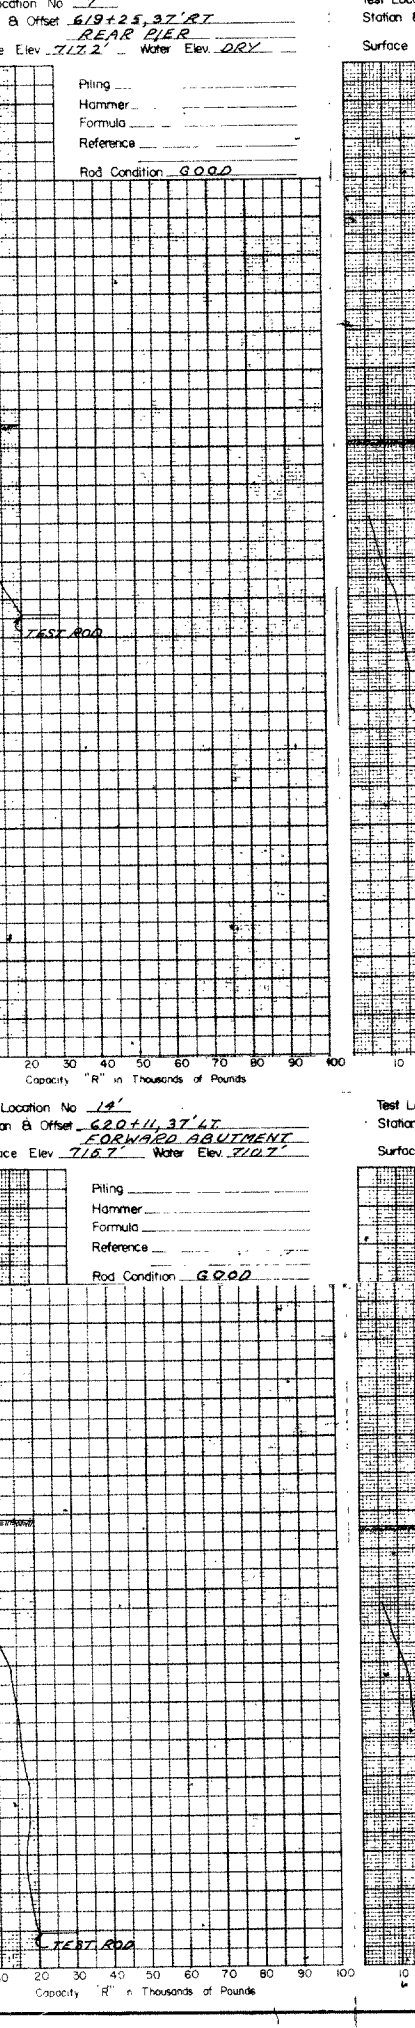 ocation No 7
& Offset 619+25, 37' RT
REAR PIER
e Elev 717.2' Water Elev. DRY
Piling
Hammer
Formula
Reference
Rod Condition GOOD
TEST ROD
20 30 40 50 60 70 80 90 100
Capacity "R" in Thousands of Pounds
Test Loca
Station &
Surface
10
Location No 14
n & Offset 620+11, 37' LT
FORWARD ABUTMENT
ce Elev 715.7' Water Elev. 710.7'
Piling
Hammer
Formula
Reference
Rod Condition GOOD
TEST ROD
20 30 40 50 60 70 80 90 100
Capacity "R" in Thousands of Pounds
Test L
Station
Surfac
10